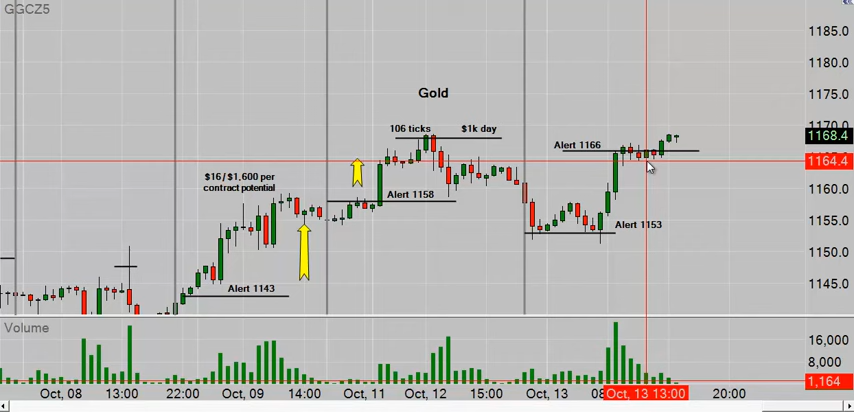 GGCZ5
1185.0
1180.0
1175.0
Gold
1170.0
106 ticks $1k day
1168.4
Alert 1166
1164.4
$16 / $1,600 per
contract potential
1160.0
Alert 1158
1155.0
Alert 1153
1150.0
Alert 1143
1145.0
Volume
16,000
8,000
1,164
Oct, 08 13:00 22:00 Oct, 09 14:00 Oct, 11 Oct, 12 15:00 Oct, 13 Oct, 13 13:00 20:00